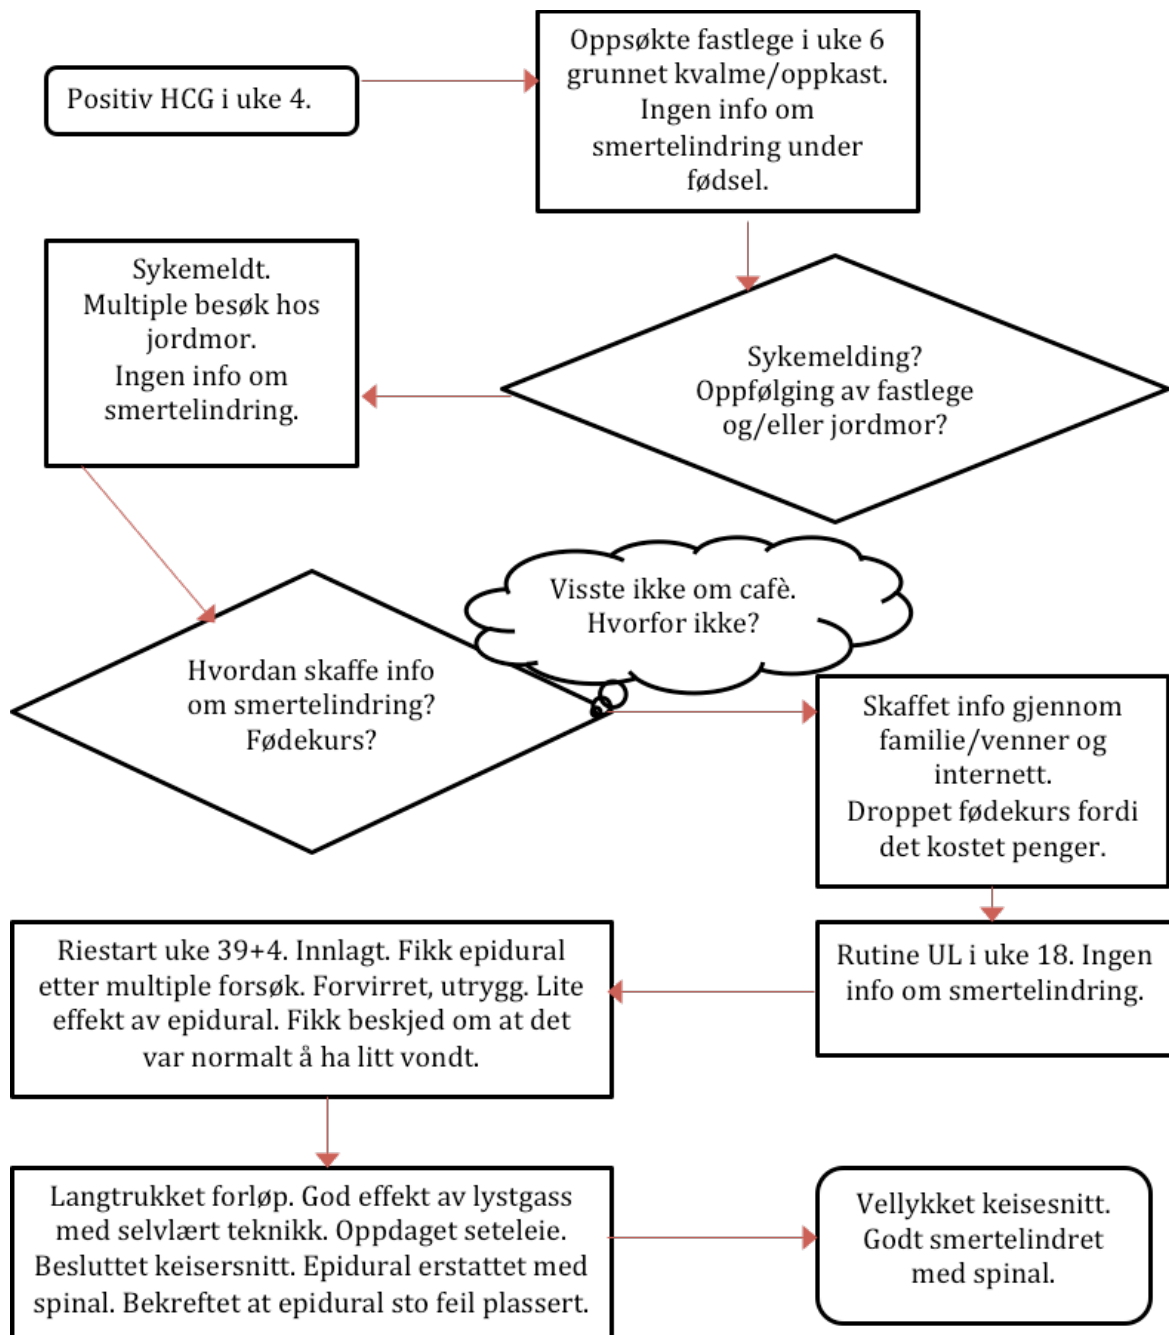 Positiv HCG i uke 4.
Oppsøkte fastlege i uke 6
grunnet kvalme/oppkast.
Ingen info om
smertelindring under
fødsel.
Sykemelding?
Oppfølging av fastlege
og/eller jordmor?
Sykemeldt.
Multiple besøk hos
jordmor.
Ingen info om
smertelindring.
Hvordan skaffe info
om smertelindring?
Fødekurs?
Visste ikke om cafè.
Hvorfor ikke?
Skaffet info gjennom
familie/venner og
internett.
Droppet fødekurs fordi
det kostet penger.
Rutine UL i uke 18. Ingen
info om smertelindring.
Riestart uke 39+4. Innlagt. Fikk epidural
etter multiple forsøk. Forvirret, utrygg. Lite
effekt av epidural. Fikk beskjed om at det
var normalt å ha litt vondt.
Langtrukket forløp. God effekt av lystgass
med selvlært teknikk. Oppdaget seteleie.
Besluttet keisersnitt. Epidural erstattet med
spinal. Bekreftet at epidural sto feil plassert.
Vellykket keisesnitt.
Godt smertelindret
med spinal.